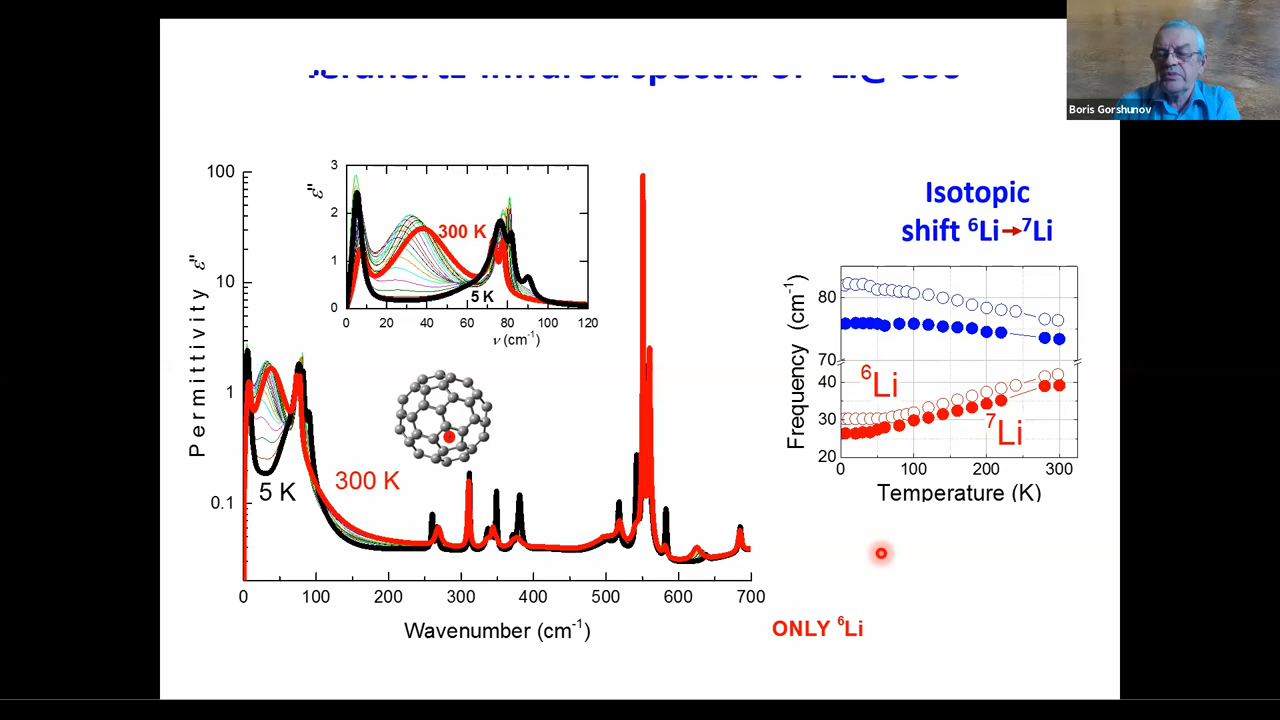 Boris Gorshunov
Isotopic
shift ⁶Li→⁷Li
Permittivity ε"
100
10
1
0.1
5 K
300 K
0 100 200 300 400 500 600 700
Wavenumber (cm⁻¹)
ε"
3
2
1
0
300 K
5 K
0 20 40 60 80 100 120
ν (cm⁻¹)
Frequency (cm⁻¹)
80
70
40
30
20
⁶Li
⁷Li
0 100 200 300
Temperature (K)
ONLY ⁶Li